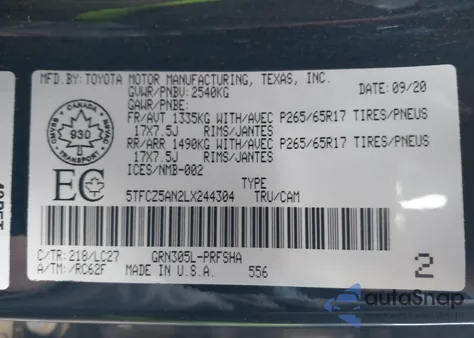 MFD.BY:TOYOTA MOTOR MANUFACTURING, TEXAS, INC.
GVWR/PNBV: 2540KG DATE: 09/20
GAWR/PNBE:
FR/AVT 1335KG WITH/AVEC P265/65R17 TIRES/PNEUS
17X7.5J RIMS/JANTES
RR/ARR 1490KG WITH/AVEC P265/65R17 TIRES/PNEUS
17X7.5J RIMS/JANTES
ICES/NMB-002
CANADA
930
TRANSPORT
EC
TYPE
5TFCZ5AN2LX244304 TRU/CAM
C/TR: 218/LC27 GRN305L-PRFSHA
A/TM: /RC62F MADE IN U.S.A. 556
2
autoSnap